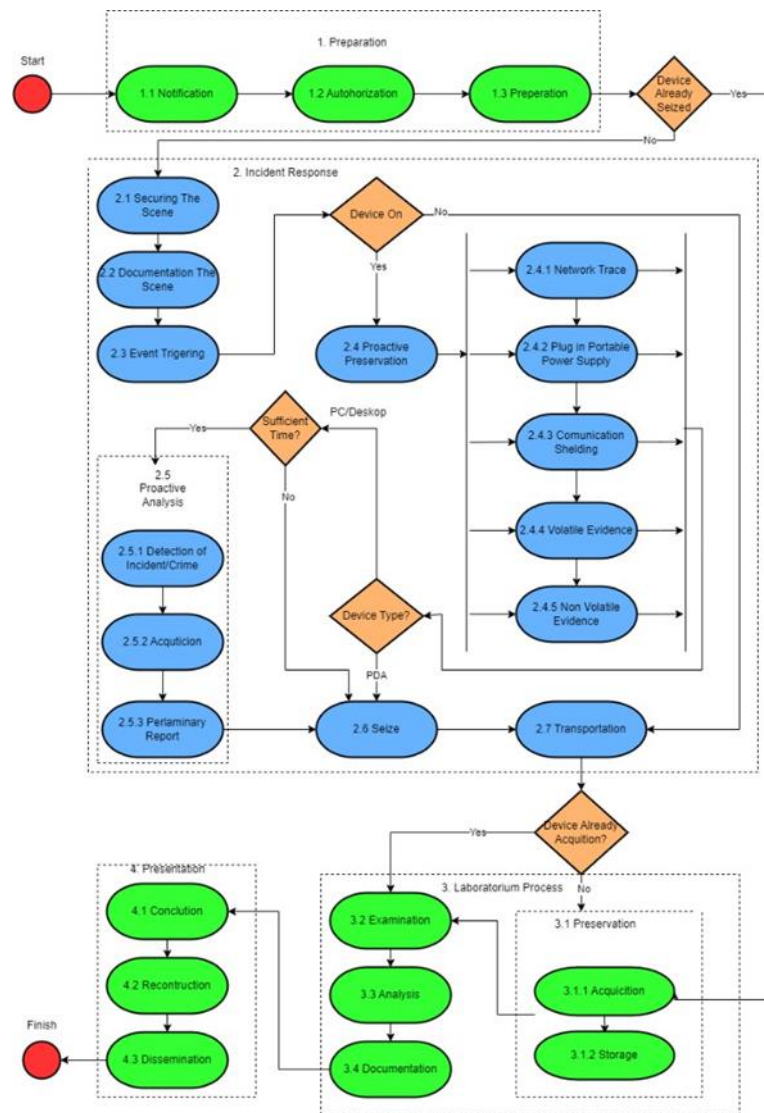 1. Preparation
Start
1.1 Notification
1.2 Autohorization
1.3 Preperation
Device
Already
Seized
Yes
No
2. Incident Response
2.1 Securing The
Scene
Device On
No
2.2 Documentation The
Scene
Yes
2.4.1 Network Trace
2.3 Event Trigering
2.4 Proactive
Preservation
2.4.2 Plug in Portable
Power Supply
PC/Deskop
Sufficient
Time?
Yes
2.4.3 Comunication
Shelding
No
2.5
Proactive
Analysis
2.4.4 Volatile Evidence
2.5.1 Detection of
Incident/Crime
Device Type?
2.4.5 Non Volatile
Evidence
2.5.2 Acquticion
PDA
2.5.3 Perlaminary
Report
2.6 Seize
2.7 Transportation
Device Already
Acqution?
Yes
No
4. Presentation
3. Laboratorium Process
4.1 Conclution
3.2 Examination
3.1 Preservation
4.2 Recontruction
3.3 Analysis
3.1.1 Acquicition
Finish
4.3 Dissemination
3.4 Documentation
3.1.2 Storage